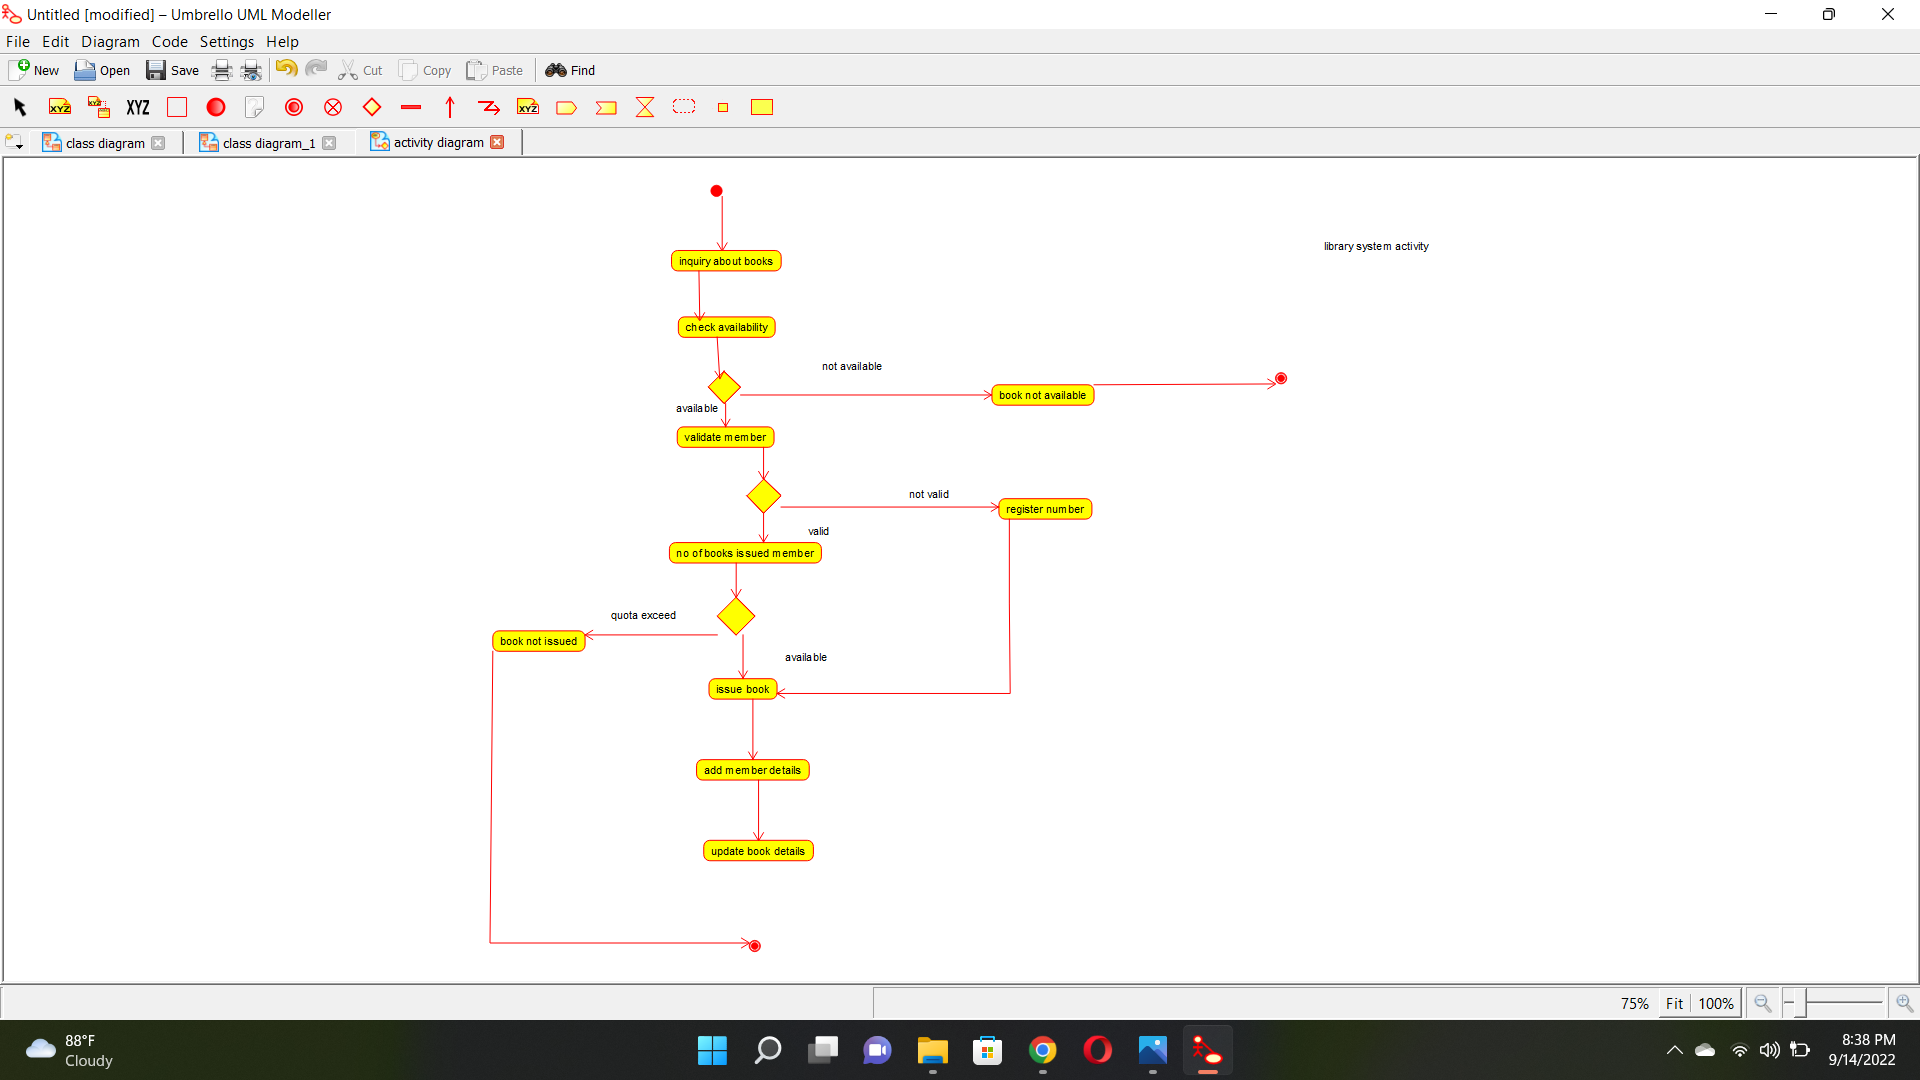 Untitled [modified] – Umbrello UML Modeller
File Edit Diagram Code Settings Help
New Open Save Cut Copy Paste Find
XYZ XYZ XYZ XYZ
class diagram class diagram_1 activity diagram
library system activity
inquiry about books
check availability
not available
book not available
available
validate member
not valid
register number
valid
no of books issued member
quota exceed
book not issued
available
issue book
add member details
update book details
75% Fit 100%
88°F
Cloudy
8:38 PM
9/14/2022